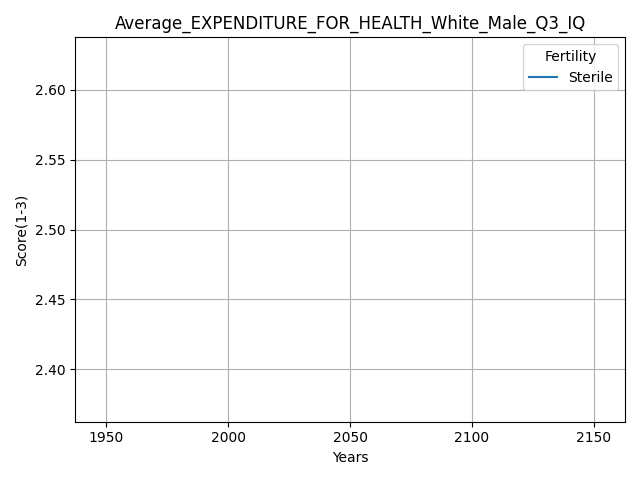 Average_EXPENDITURE_FOR_HEALTH_White_Male_Q3_IQ
Fertility
Sterile
2.60
2.55
2.50
2.45
2.40
Score(1-3)
1950 2000 2050 2100 2150
Years